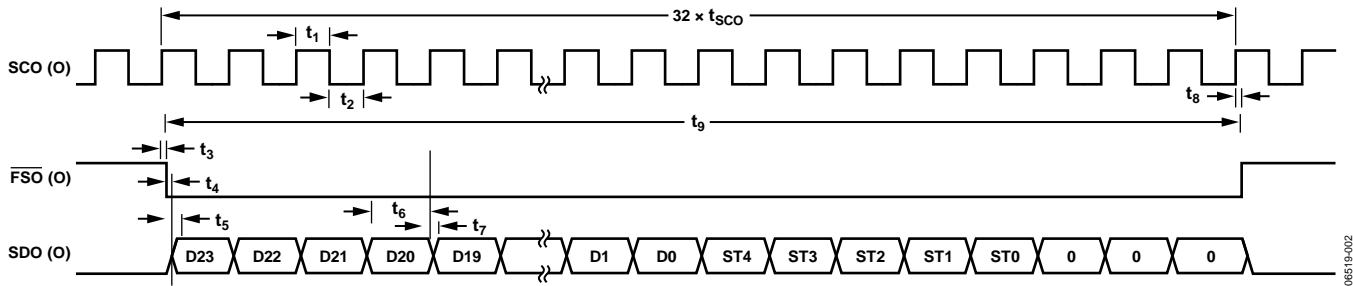 32 × tSCO
t1
SCO (O)
t2
t8
t9
t3
FSO (O)
t4
t5
t6
t7
SDO (O) D23 D22 D21 D20 D19 D1 D0 ST4 ST3 ST2 ST1 ST0 0 0 0
06519-002